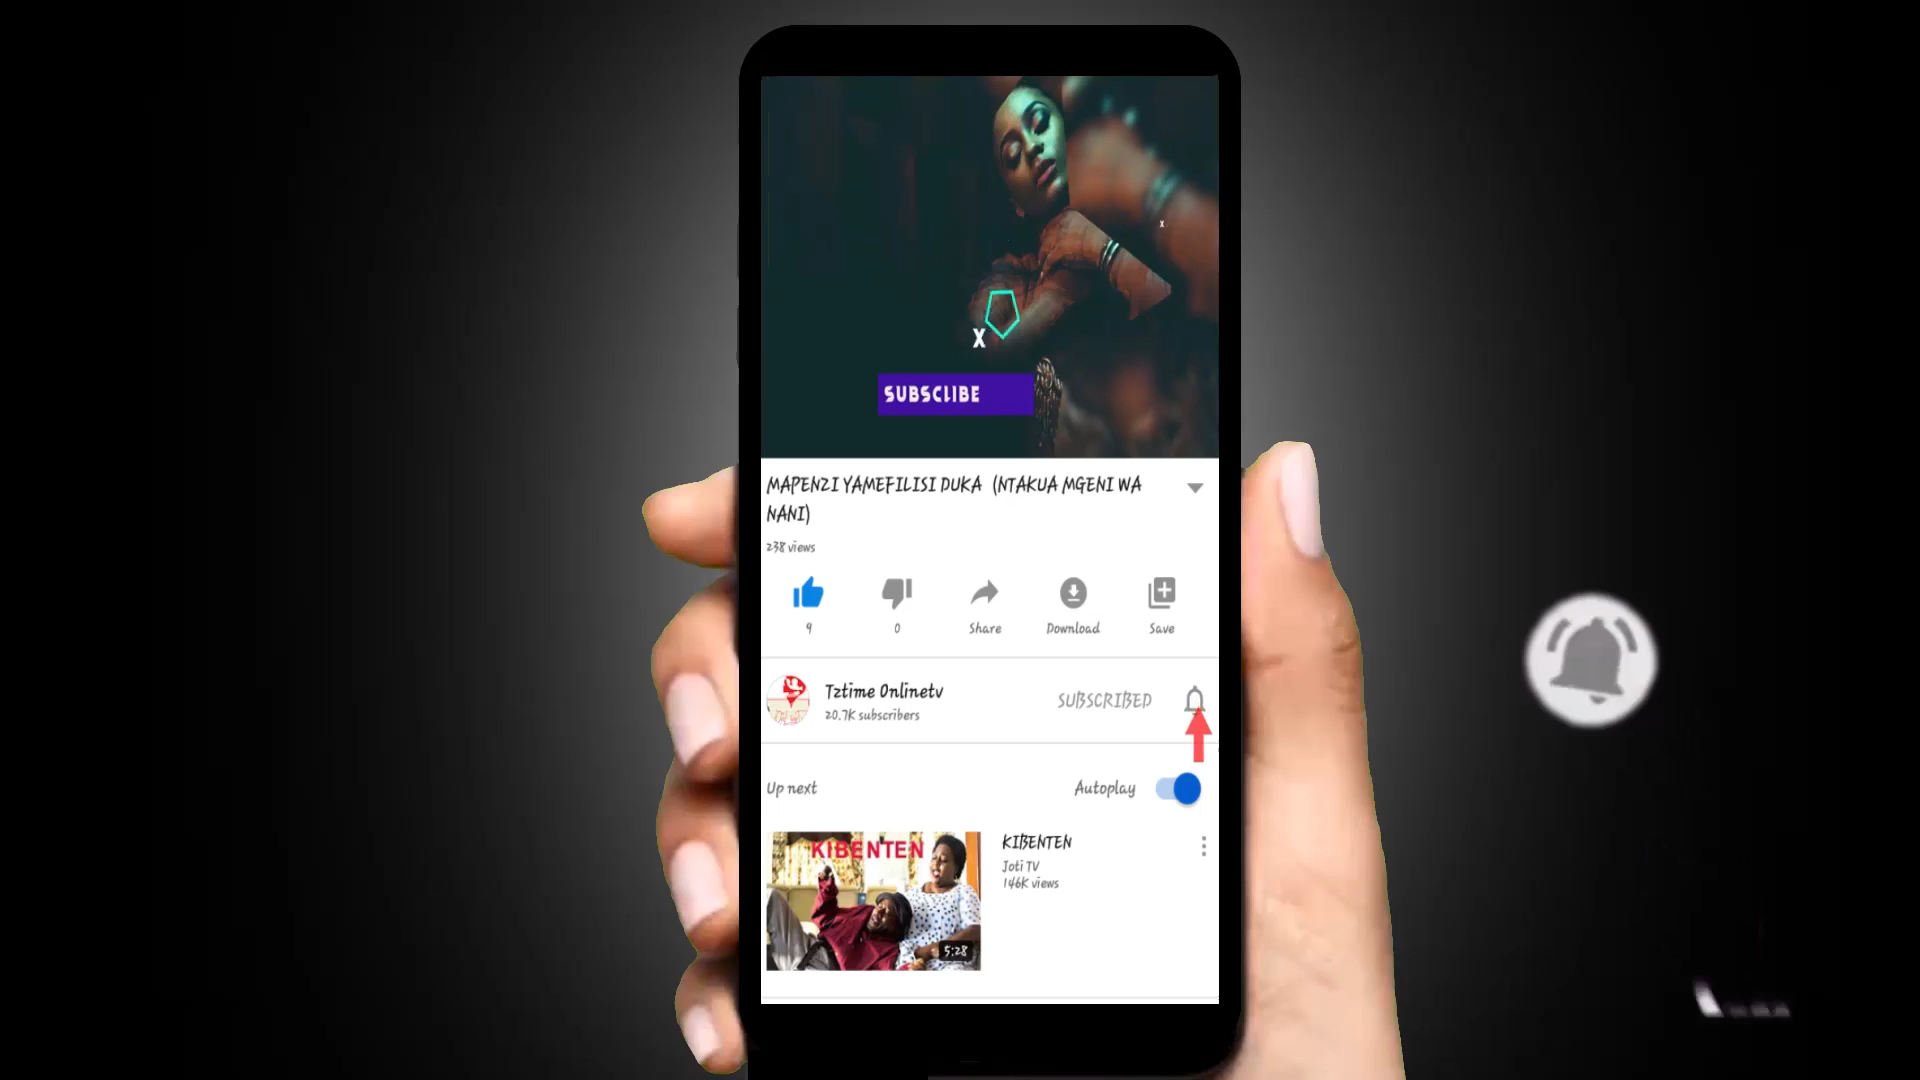 X
X
SUBSCLIBE
MAPENZI YAMEFILISI DUKA (NTAKUA MGENI WA
NANI)
238 views
9
0
Share
Download
Save
Tztime Onlinetv
20.7K subscribers
SUBSCRIBED
Up next
Autoplay
KIBENTEN
5:28
KIBENTEN
Joti TV
146K views